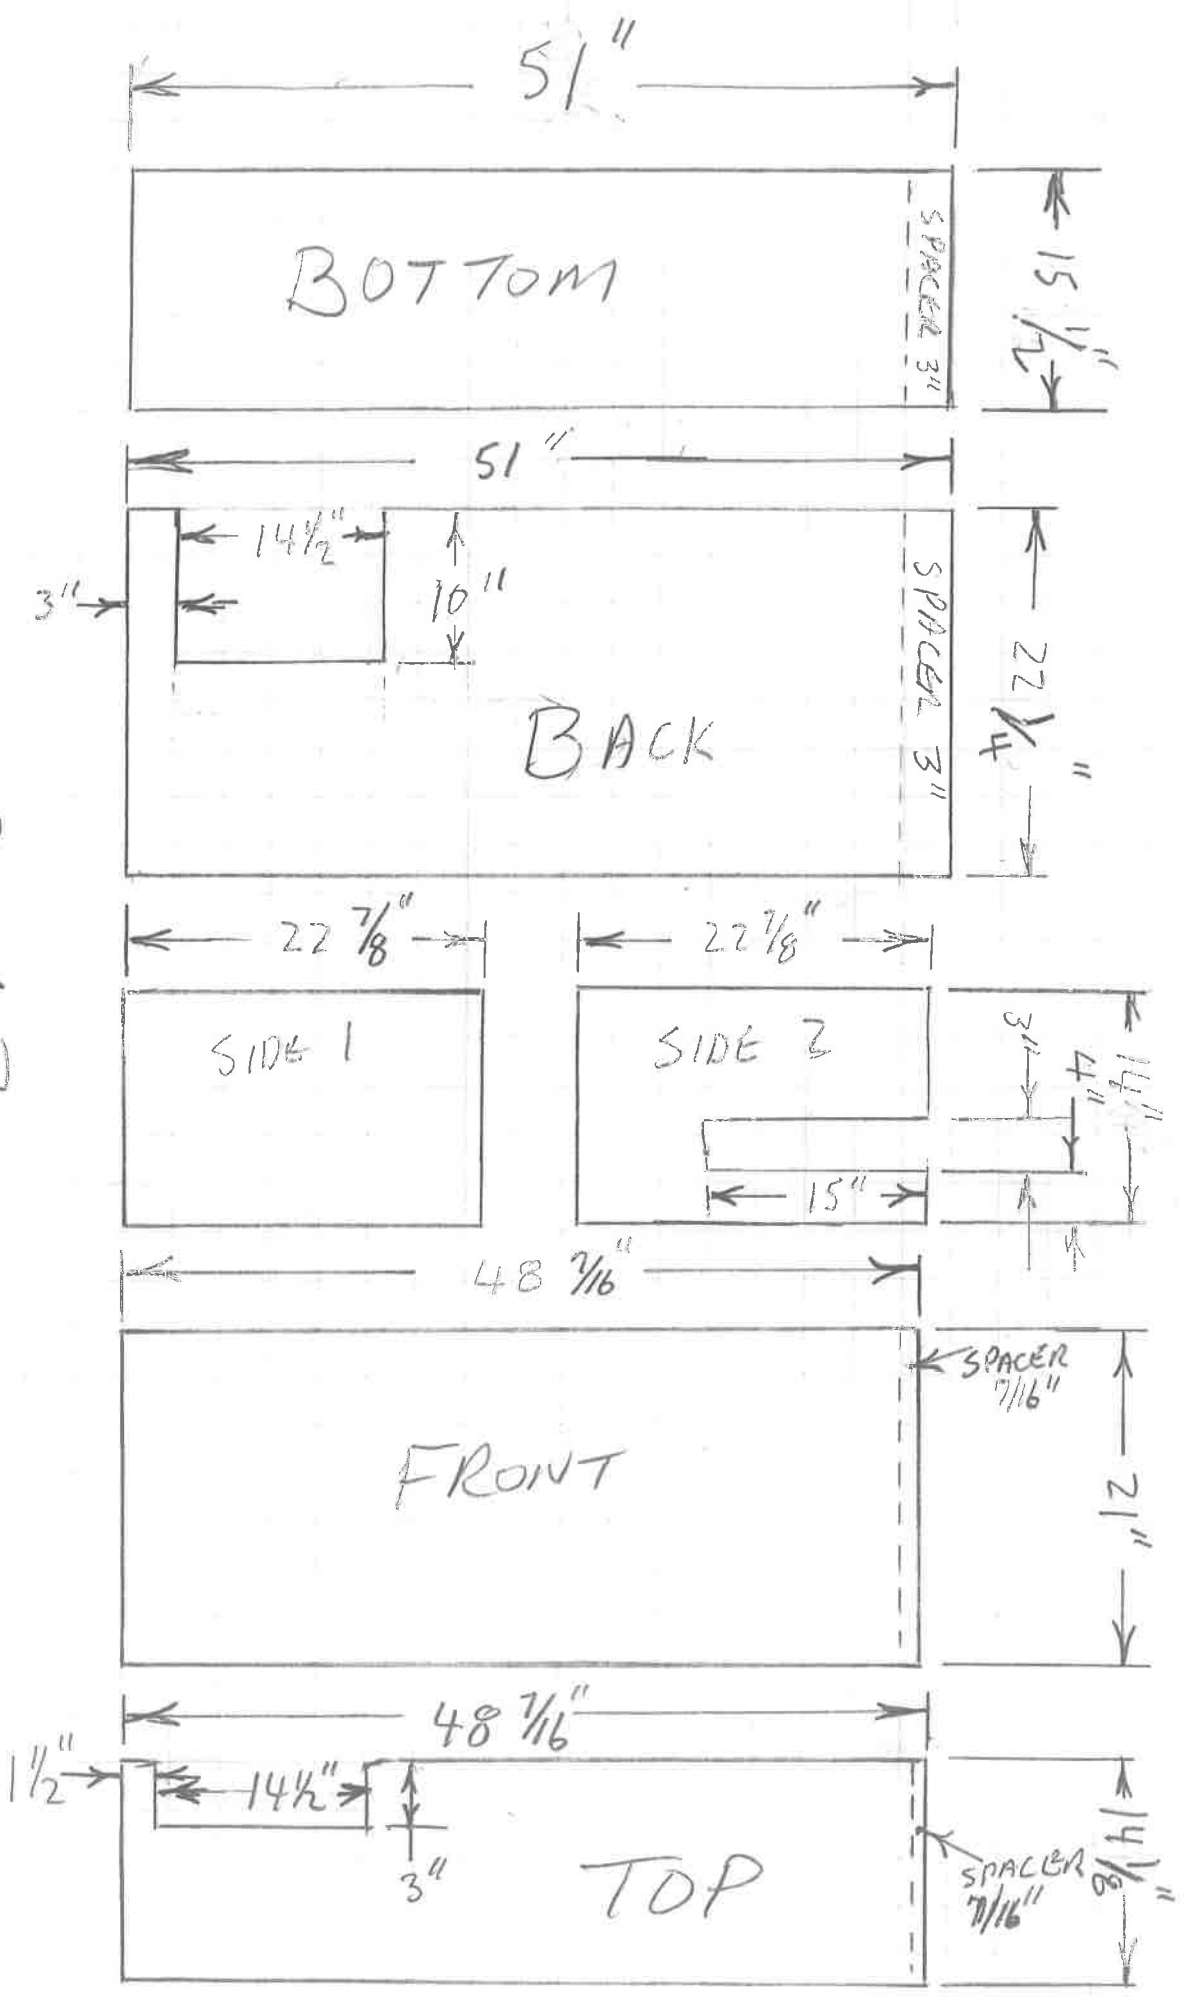 51"
BOTTOM
SPACER 3"
15 1/2"
51"
14 1/2"
3"
10"
SPACER 3"
22 1/4"
BACK
22 7/8"
22 7/8"
SIDE 1
SIDE 2
3"
4"
14"
15"
48 7/16"
SPACER
7/16"
FRONT
21"
48 7/16"
1 1/2"
14 1/2"
3"
TOP
SPACER
7/16"
14 1/8"